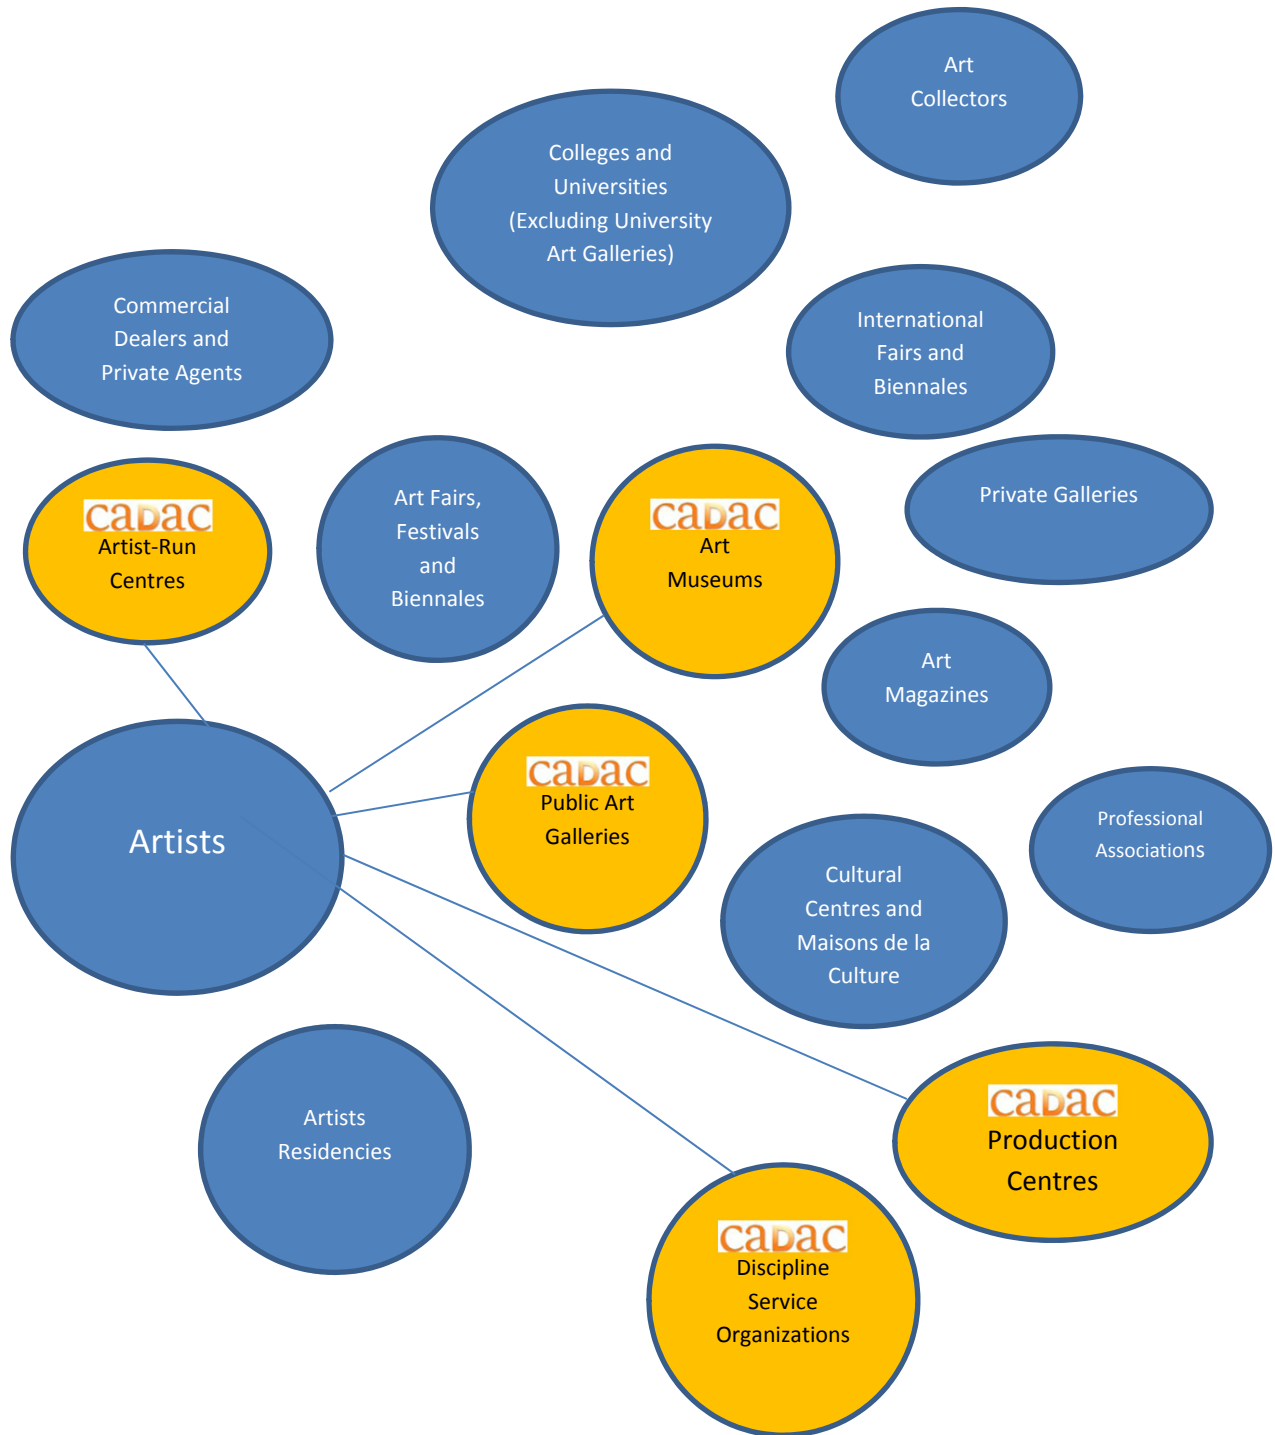 Art
Collectors
Colleges and
Universities
(Excluding University
Art Galleries)
Commercial
Dealers and
Private Agents
International
Fairs and
Biennales
Private Galleries
cadac
Artist-Run
Centres
Art Fairs,
Festivals
and
Biennales
cadac
Art
Museums
Art
Magazines
cadac
Public Art
Galleries
Artists
Professional
Associations
Cultural
Centres and
Maisons de la
Culture
Artists
Residencies
cadac
Production
Centres
cadac
Discipline
Service
Organizations